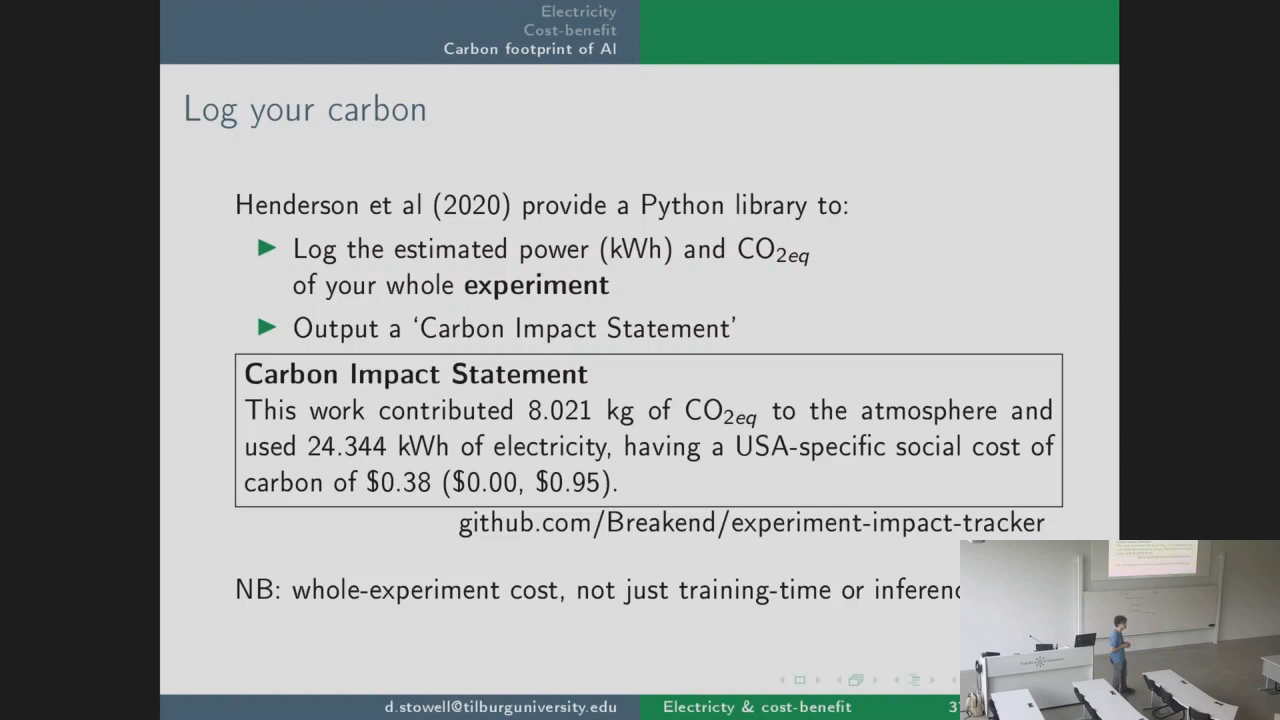 Electricity
Cost-benefit
Carbon footprint of AI
Log your carbon
Henderson et al (2020) provide a Python library to:
Log the estimated power (kWh) and CO2eq
of your whole experiment
Output a ‘Carbon Impact Statement’
Carbon Impact Statement
This work contributed 8.021 kg of CO2eq to the atmosphere and
used 24.344 kWh of electricity, having a USA-specific social cost of
carbon of $0.38 ($0.00, $0.95).
github.com/Breakend/experiment-impact-tracker
NB: whole-experiment cost, not just training-time or
d.stowell@tilburguniversity.edu
Electricty & cost-benefit